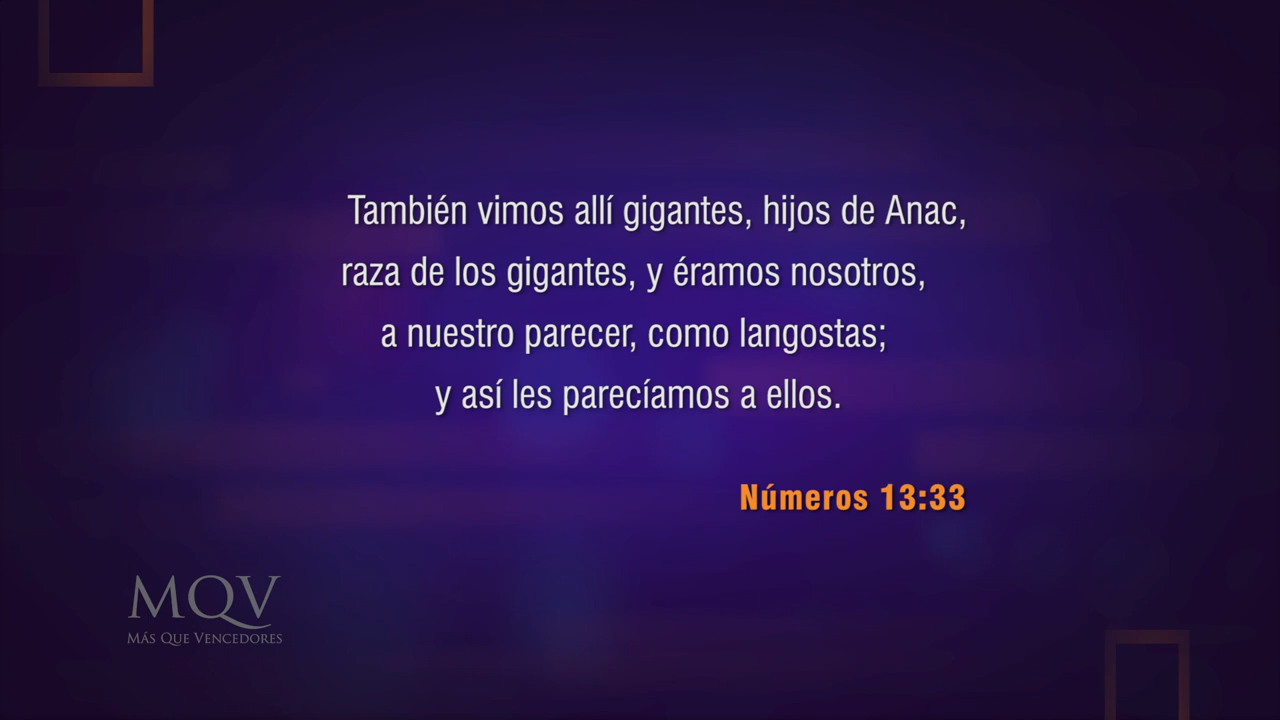 También vimos allí gigantes, hijos de Anac,
raza de los gigantes, y éramos nosotros,
a nuestro parecer, como langostas;
y así les parecíamos a ellos.
Números 13:33
MQV
MÁS QUE VENCEDORES